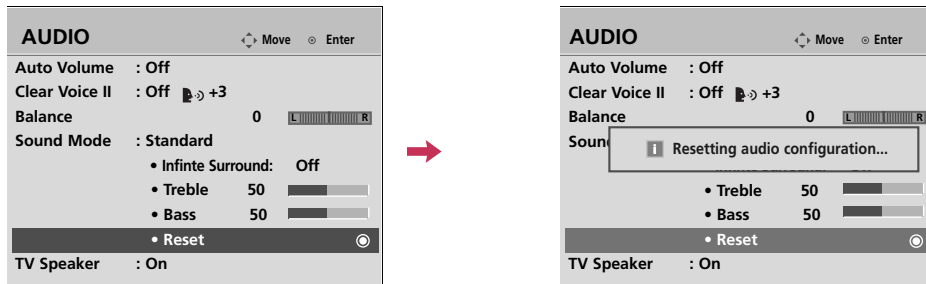 AUDIO Move Enter
Auto Volume : Off
Clear Voice II : Off +3
Balance 0 L R
Sound Mode : Standard
• Infinte Surround: Off
• Treble 50
• Bass 50
• Reset
TV Speaker : On
AUDIO Move Enter
Auto Volume : Off
Clear Voice II : Off +3
Balance 0 L R
Soun
i Resetting audio configuration...
• Treble 50
• Bass 50
• Reset
TV Speaker : On